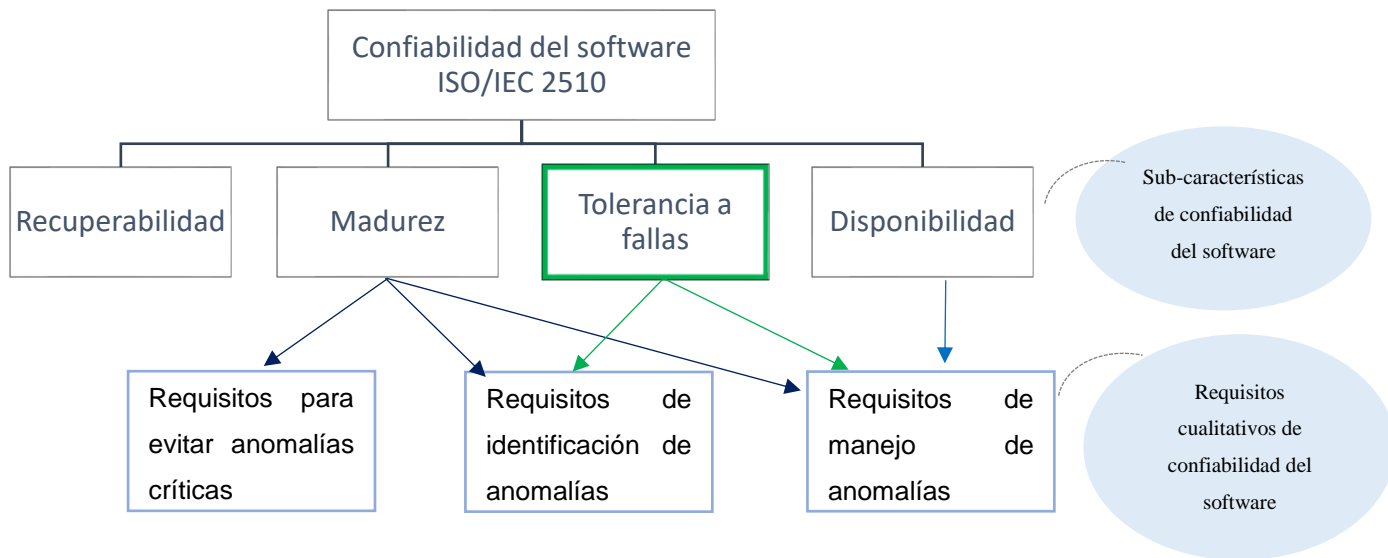 Confiabilidad del software
ISO/IEC 2510
Recuperabilidad
Madurez
Tolerancia a
fallas
Disponibilidad
Sub-características
de confiabilidad
del software
Requisitos para
evitar anomalías
críticas
Requisitos de
identificación de
anomalías
Requisitos de
manejo de
anomalías
Requisitos
cualitativos de
confiabilidad del
software